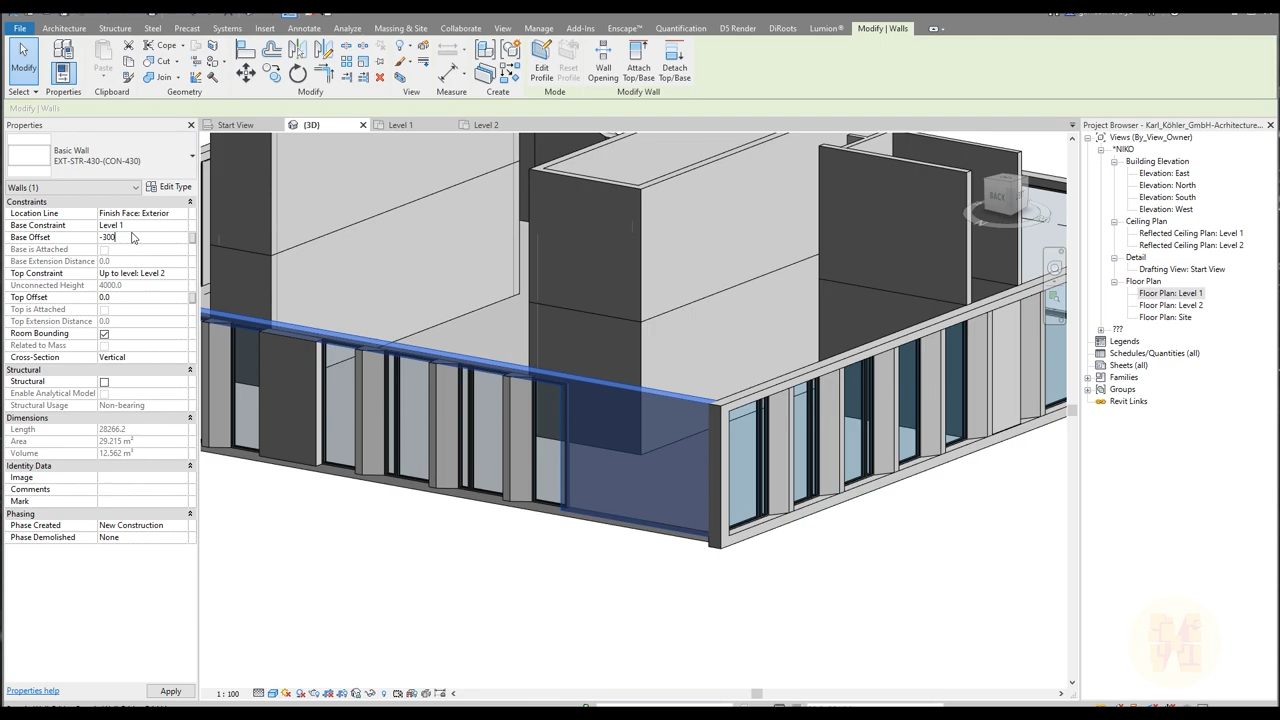 File Architecture Structure Steel Precast Systems Insert Annotate Analyze Massing & Site Collaborate View Manage Add-Ins Enscape™ Quantification D5 Render DiRoots Lumion® Modify | Walls
Modify
Properties
Paste
Cope
Cut
Join
Edit Profile
Reset Profile
Wall Opening
Attach Top/Base
Detach Top/Base
Select Properties Clipboard Geometry Modify View Measure Create Mode Modify Wall
Modify | Walls
Properties
Start View
(3D)
Level 1
Level 2
Basic Wall
EXT-STR-430-(CON-430)
Walls (1)
Edit Type
Constraints
Location Line Finish Face: Exterior
Base Constraint Level 1
Base Offset -300
Base is Attached
Base Extension Distance 0.0
Top Constraint Up to level: Level 2
Unconnected Height 4000.0
Top Offset 0.0
Top is Attached
Top Extension Distance 0.0
Room Bounding
Related to Mass
Cross-Section Vertical
Structural
Structural
Enable Analytical Model
Structural Usage Non-bearing
Dimensions
Length 28266.2
Area 29.215 m²
Volume 12.562 m³
Identity Data
Image
Comments
Mark
Phasing
Phase Created New Construction
Phase Demolished None
Properties help
Apply
BACK
1 : 100
Project Browser - Karl_Köhler_GmbH-Acrhitecture...
Views (By_View_Owner)
*NIKO
Building Elevation
Elevation: East
Elevation: North
Elevation: South
Elevation: West
Ceiling Plan
Reflected Ceiling Plan: Level 1
Reflected Ceiling Plan: Level 2
Detail
Drafting View: Start View
Floor Plan
Floor Plan: Level 1
Floor Plan: Level 2
Floor Plan: Site
???
Legends
Schedules/Quantities (all)
Sheets (all)
Families
Groups
Revit Links